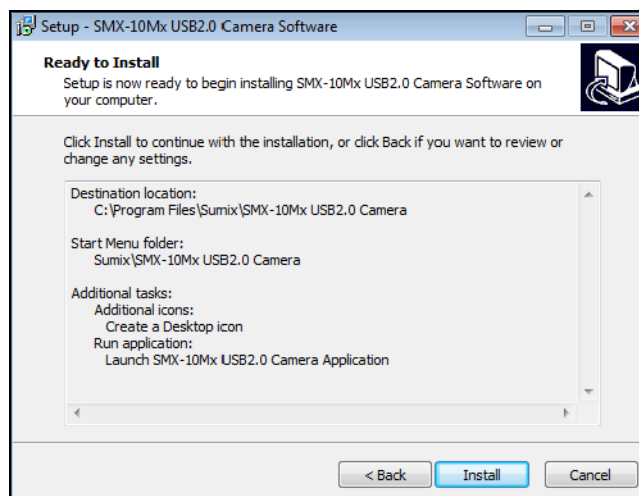 Setup - SMX-10Mx USB2.0 Camera Software
Ready to Install
Setup is now ready to begin installing SMX-10Mx USB2.0 Camera Software on
your computer.
Click Install to continue with the installation, or click Back if you want to review or
change any settings.
Destination location:
C:\Program Files\Sumix\SMX-10Mx USB2.0 Camera
Start Menu folder:
Sumix\SMX-10Mx USB2.0 Camera
Additional tasks:
Additional icons:
Create a Desktop icon
Run application:
Launch SMX-10Mx USB2.0 Camera Application
< Back Install Cancel